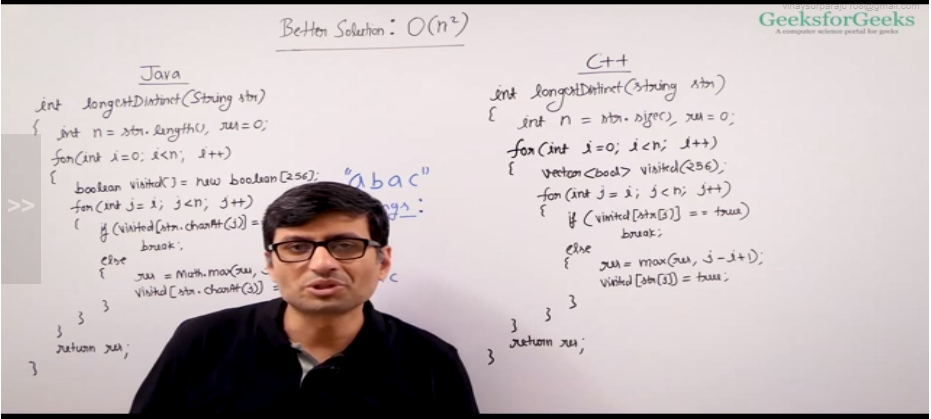 GeeksforGeeks
A computer science portal for geeks
Better Solution : O(n²)
Java
int longestDistinct(String str)
{ int n = str.length(), res=0;
for(int i=0; i<n; i++)
{ boolean visited[] = new boolean[256];
for(int j=i; j<n; j++)
{ if (visited[str.charAt(j)] =
break;
else
{ res = Math.max(res,
visited[str.charAt(j)] =
}
}
}
return res;
}
"abac"
ngs:
c
C++
int longestDistinct(string str)
{ int n = str.size(), res=0;
for(int i=0; i<n; i++)
{ vector<bool> visited(256);
for(int j=i; j<n; j++)
{ if (visited[str[j]] == true)
break;
else
{ res = max(res, j-i+1);
visited[str[j]] = true;
}
}
}
return res;
}
>>